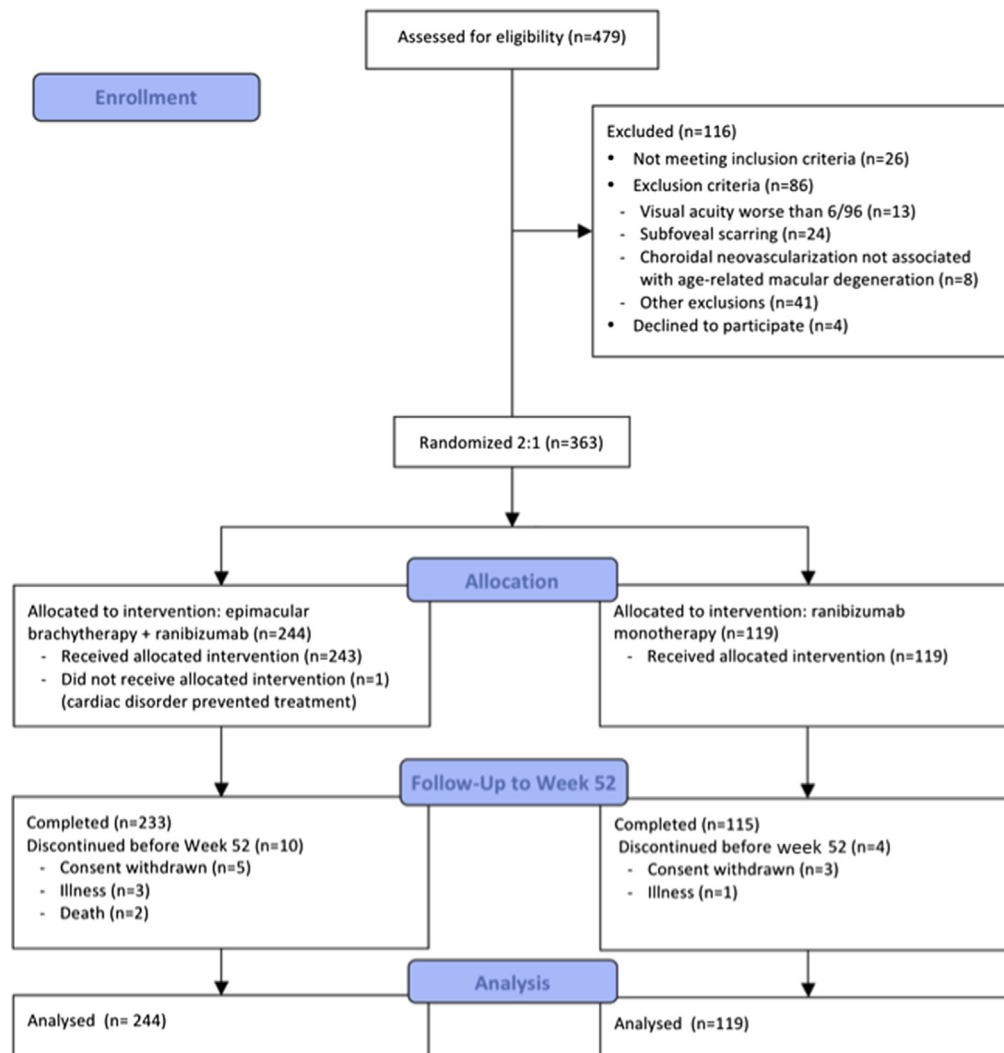 Assessed for eligibility (n=479)
Enrollment
Excluded (n=116)
• Not meeting inclusion criteria (n=26)
• Exclusion criteria (n=86)
- Visual acuity worse than 6/96 (n=13)
- Subfoveal scarring (n=24)
- Choroidal neovascularization not associated
with age-related macular degeneration (n=8)
- Other exclusions (n=41)
• Declined to participate (n=4)
Randomized 2:1 (n=363)
Allocation
Allocated to intervention: epimacular
brachytherapy + ranibizumab (n=244)
- Received allocated intervention (n=243)
- Did not receive allocated intervention (n=1)
(cardiac disorder prevented treatment)
Allocated to intervention: ranibizumab
monotherapy (n=119)
- Received allocated intervention (n=119)
Follow-Up to Week 52
Completed (n=233)
Discontinued before Week 52 (n=10)
- Consent withdrawn (n=5)
- Illness (n=3)
- Death (n=2)
Completed (n=115)
Discontinued before week 52 (n=4)
- Consent withdrawn (n=3)
- Illness (n=1)
Analysis
Analysed (n= 244)
Analysed (n=119)